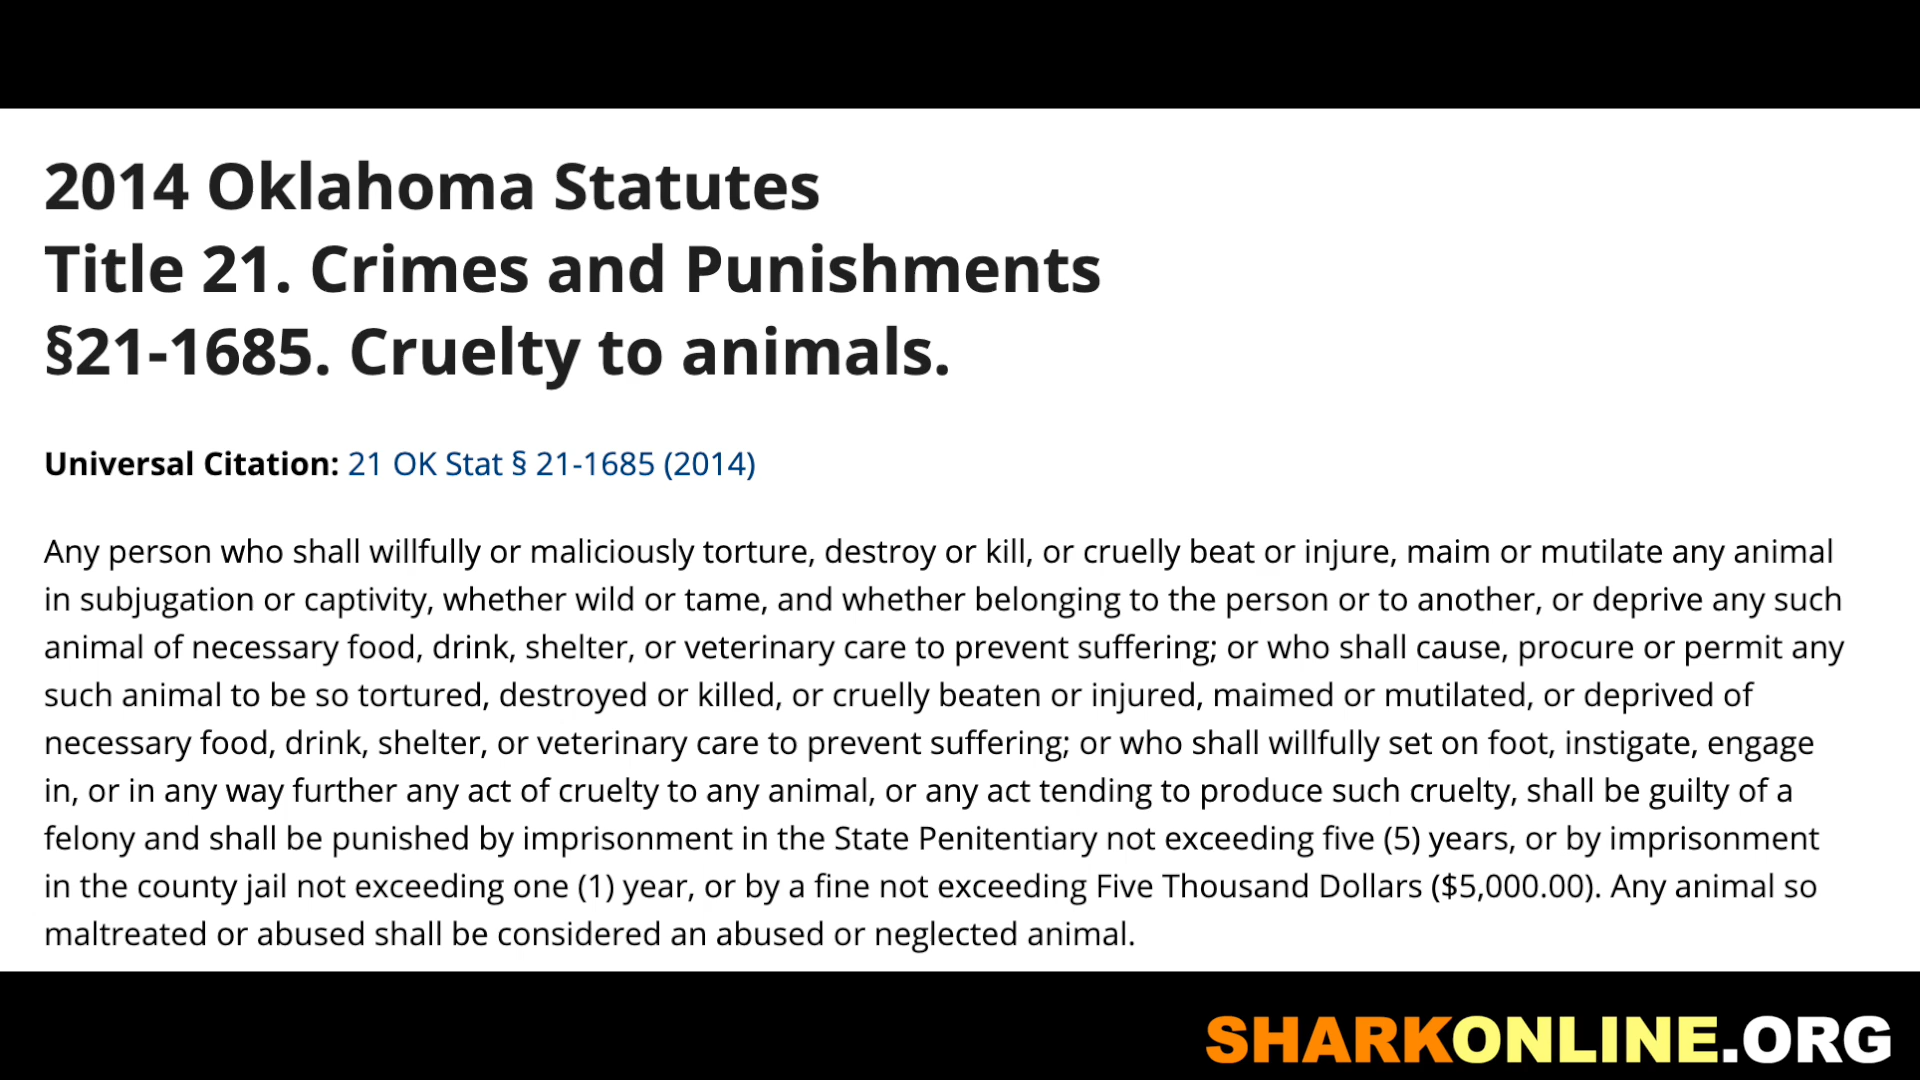 2014 Oklahoma Statutes
Title 21. Crimes and Punishments
§21-1685. Cruelty to animals.
Universal Citation: 21 OK Stat § 21-1685 (2014)
Any person who shall willfully or maliciously torture, destroy or kill, or cruelly beat or injure, maim or mutilate any animal
in subjugation or captivity, whether wild or tame, and whether belonging to the person or to another, or deprive any such
animal of necessary food, drink, shelter, or veterinary care to prevent suffering; or who shall cause, procure or permit any
such animal to be so tortured, destroyed or killed, or cruelly beaten or injured, maimed or mutilated, or deprived of
necessary food, drink, shelter, or veterinary care to prevent suffering; or who shall willfully set on foot, instigate, engage
in, or in any way further any act of cruelty to any animal, or any act tending to produce such cruelty, shall be guilty of a
felony and shall be punished by imprisonment in the State Penitentiary not exceeding five (5) years, or by imprisonment
in the county jail not exceeding one (1) year, or by a fine not exceeding Five Thousand Dollars ($5,000.00). Any animal so
maltreated or abused shall be considered an abused or neglected animal.
SHARKONLINE.ORG